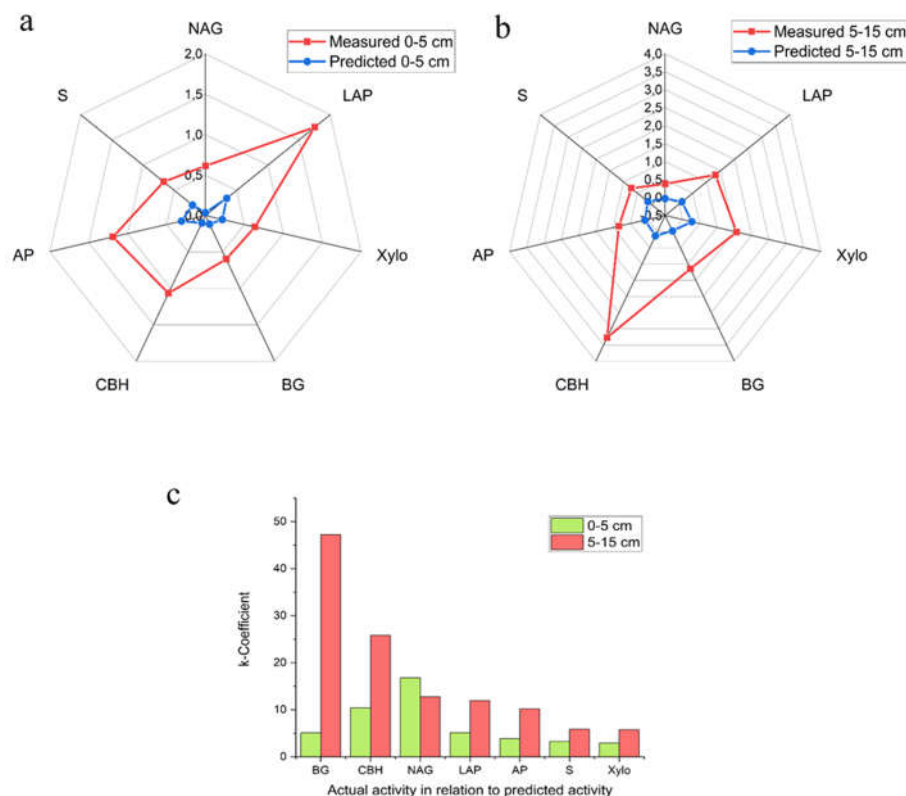 a
NAG
Measured 0-5 cm
Predicted 0-5 cm
2,0
1,5
1,0
0,5
0,0
LAP
Xylo
BG
CBH
AP
S
b
NAG
Measured 5-15 cm
Predicted 5-15 cm
4,0
3,5
3,0
2,5
2,0
1,5
1,0
0,5
0,0
0,5
LAP
Xylo
BG
CBH
AP
S
c
0-5 cm
5-15 cm
k-Coefficient
50
40
30
20
10
0
BG CBH NAG LAP AP S Xylo
Actual activity in relation to predicted activity